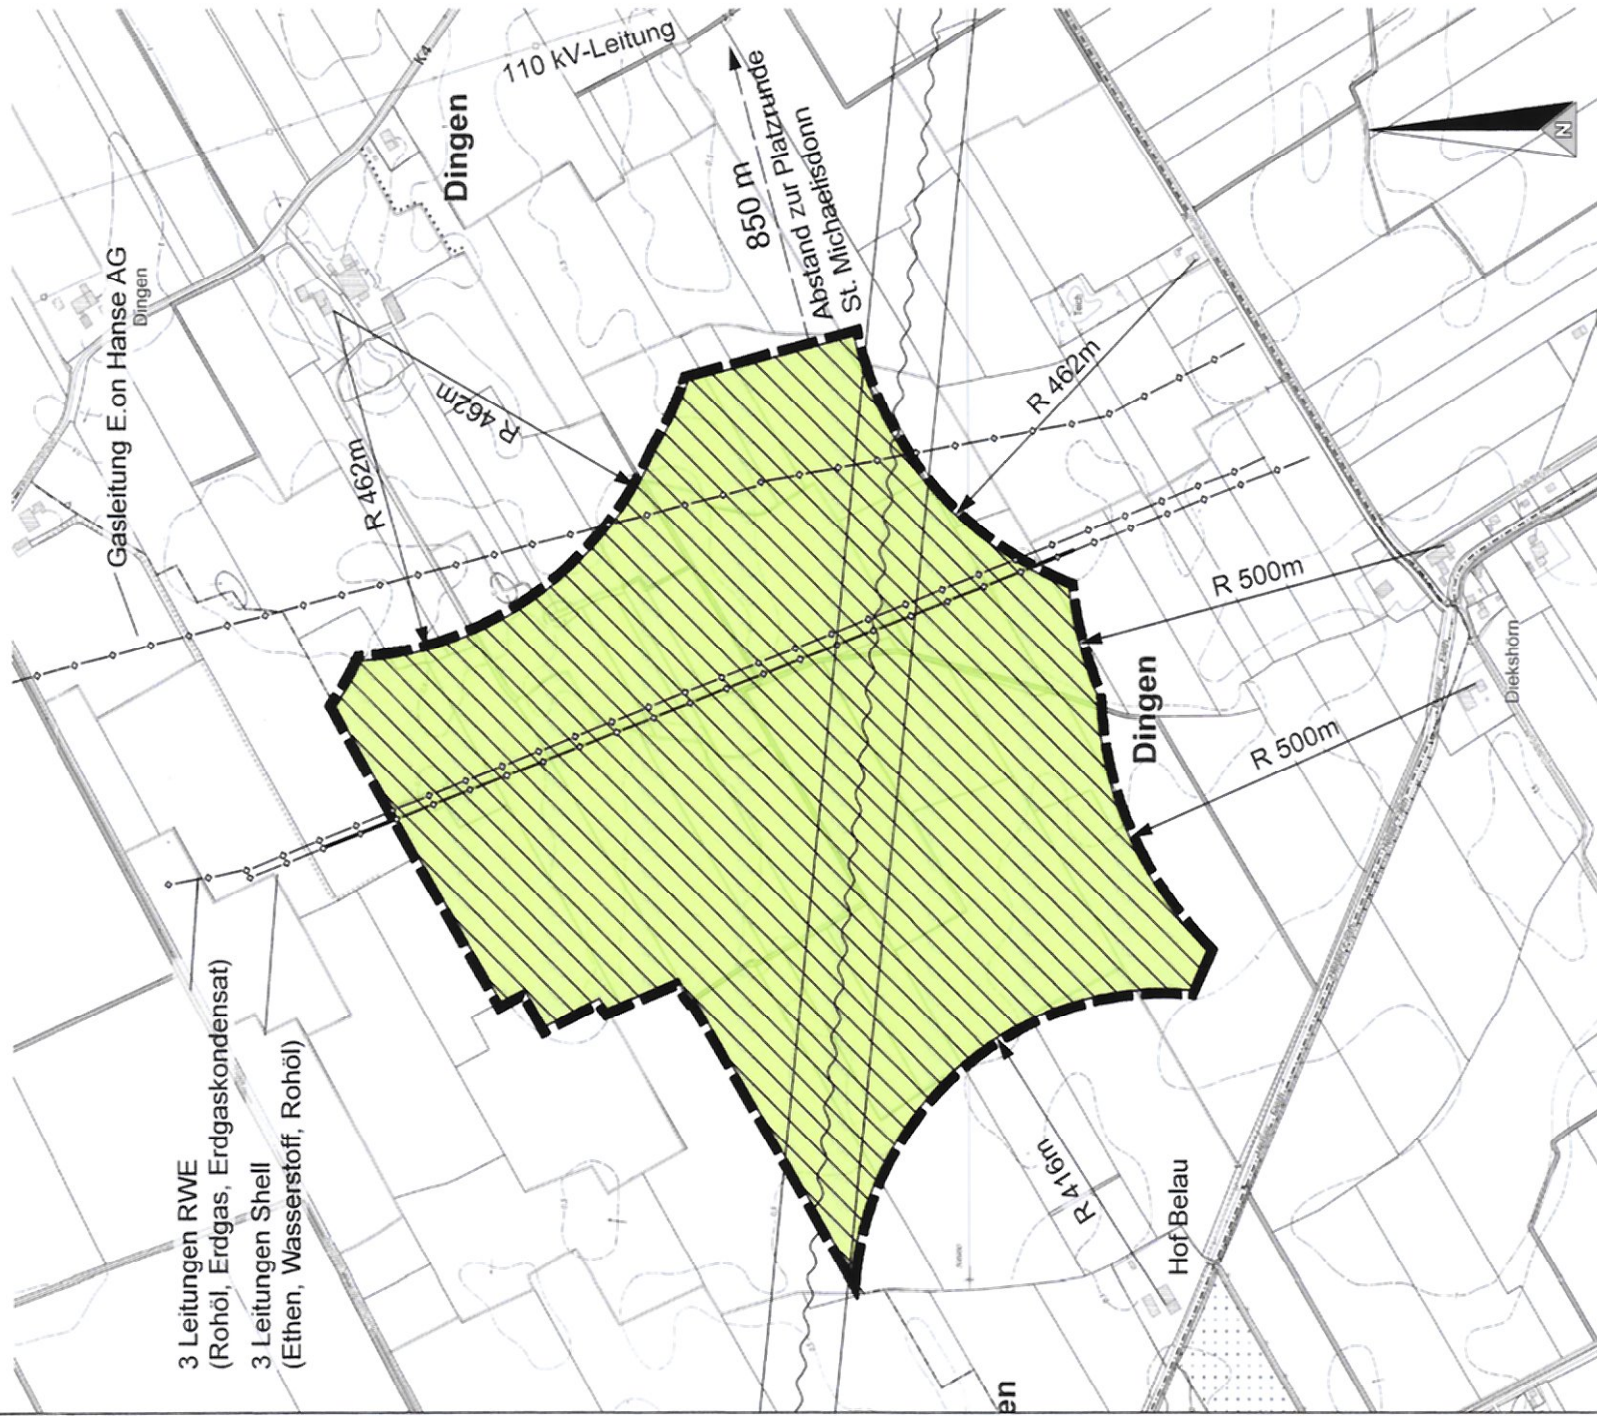 3 Leitungen RWE
(Rohöl, Erdgas, Erdgaskondensat)
3 Leitungen Shell
(Ethen, Wasserstoff, Rohöl)
Gasleitung E.on Hanse AG
Dingen
K4
110 kV-Leitung
Dingen
R 462m
R 462m
850 m
Abstand zur Platzrunde
St. Michaelisdonn
Teich
R 462m
R 500m
Dingen
R 500m
Diekshörn
R 416m
Hof Belau
en
N